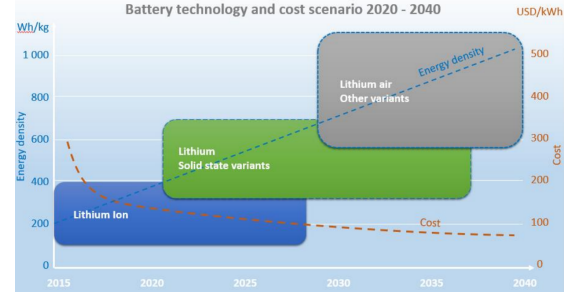 Battery technology and cost scenario 2020 - 2040
Wh/kg
USD/kWh
1 000
800
600
400
200
0
Energy density
500
400
300
200
100
0
Cost
Energy density
Lithium air
Other variants
Lithium
Solid state variants
Lithium Ion
Cost
2015
2020
2030
2035
2040